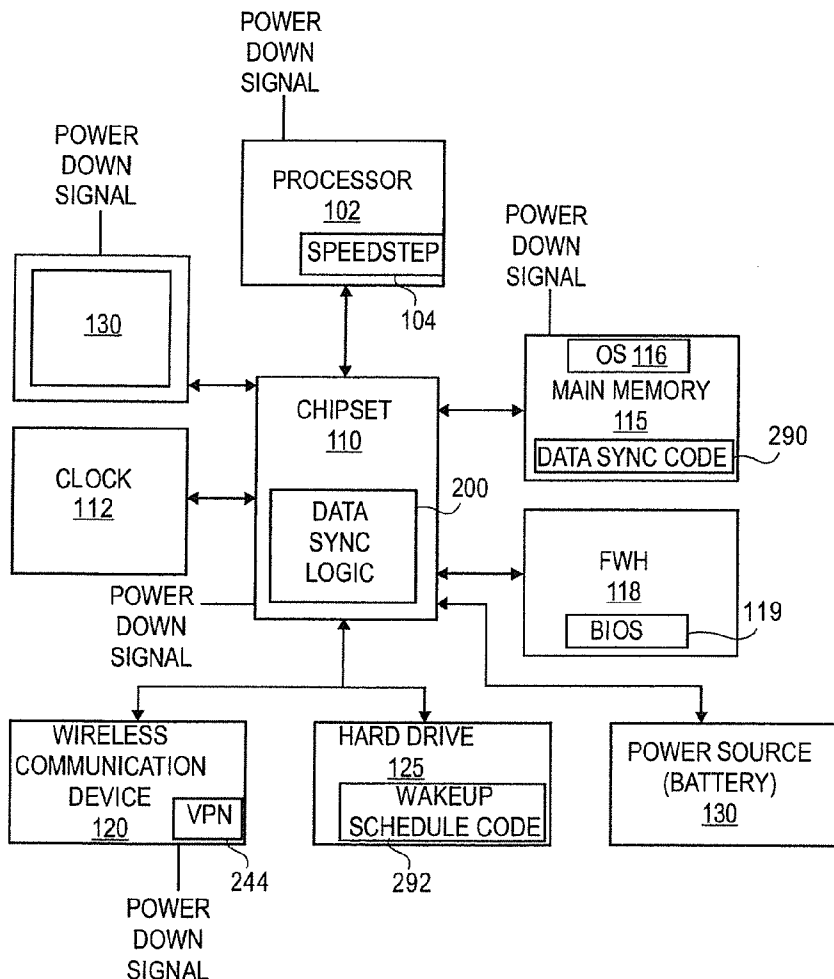 POWER
DOWN
SIGNAL
POWER
DOWN
SIGNAL
PROCESSOR
102
SPEEDSTEP
104
POWER
DOWN
SIGNAL
130
OS 116
MAIN MEMORY
115
DATA SYNC CODE
290
CHIPSET
110
200
DATA
SYNC
LOGIC
CLOCK
112
FWH
118
BIOS
119
POWER
DOWN
SIGNAL
WIRELESS
COMMUNICATION
DEVICE
120
VPN
244
HARD DRIVE
125
WAKEUP
SCHEDULE CODE
292
POWER SOURCE
(BATTERY)
130
POWER
DOWN
SIGNAL